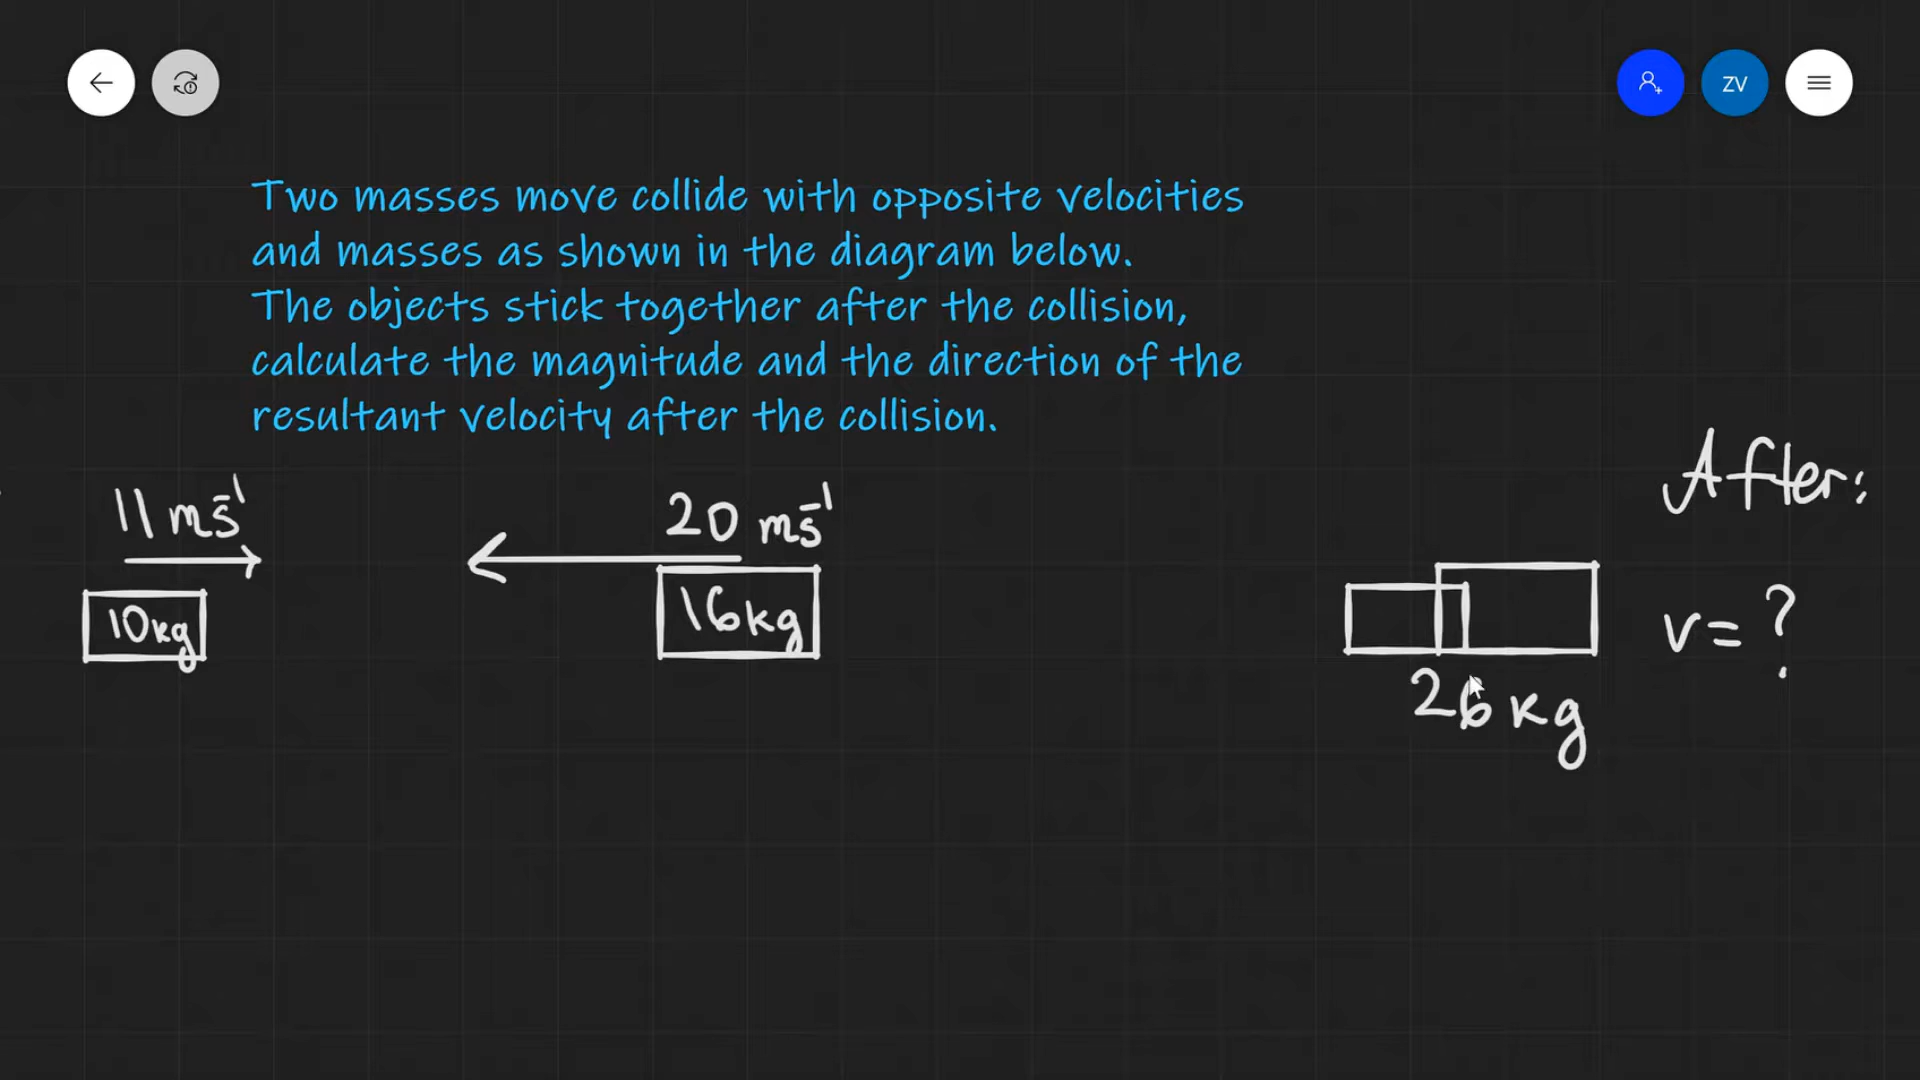 ZV
Two masses move collide with opposite velocities
and masses as shown in the diagram below.
The objects stick together after the collision,
calculate the magnitude and the direction of the
resultant velocity after the collision.
After:
11 ms⁻¹
20 ms⁻¹
10kg
16kg
v = ?
26 kg